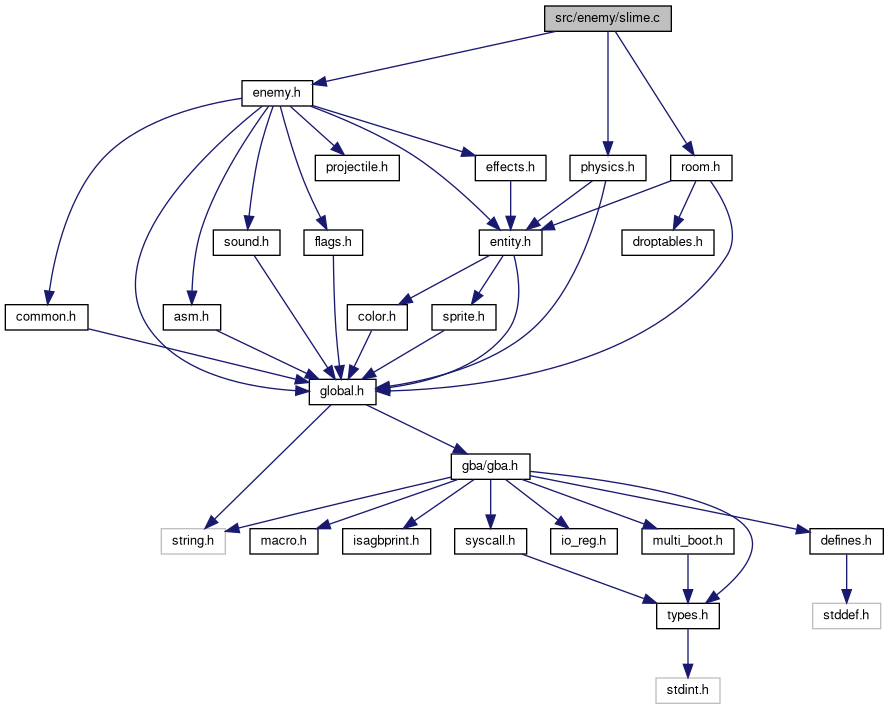 src/enemy/slime.c
enemy.h
projectile.h
effects.h
physics.h
room.h
sound.h
flags.h
entity.h
droptables.h
common.h
asm.h
color.h
sprite.h
global.h
gba/gba.h
string.h
macro.h
isagbprint.h
syscall.h
io_reg.h
multi_boot.h
defines.h
types.h
stddef.h
stdint.h